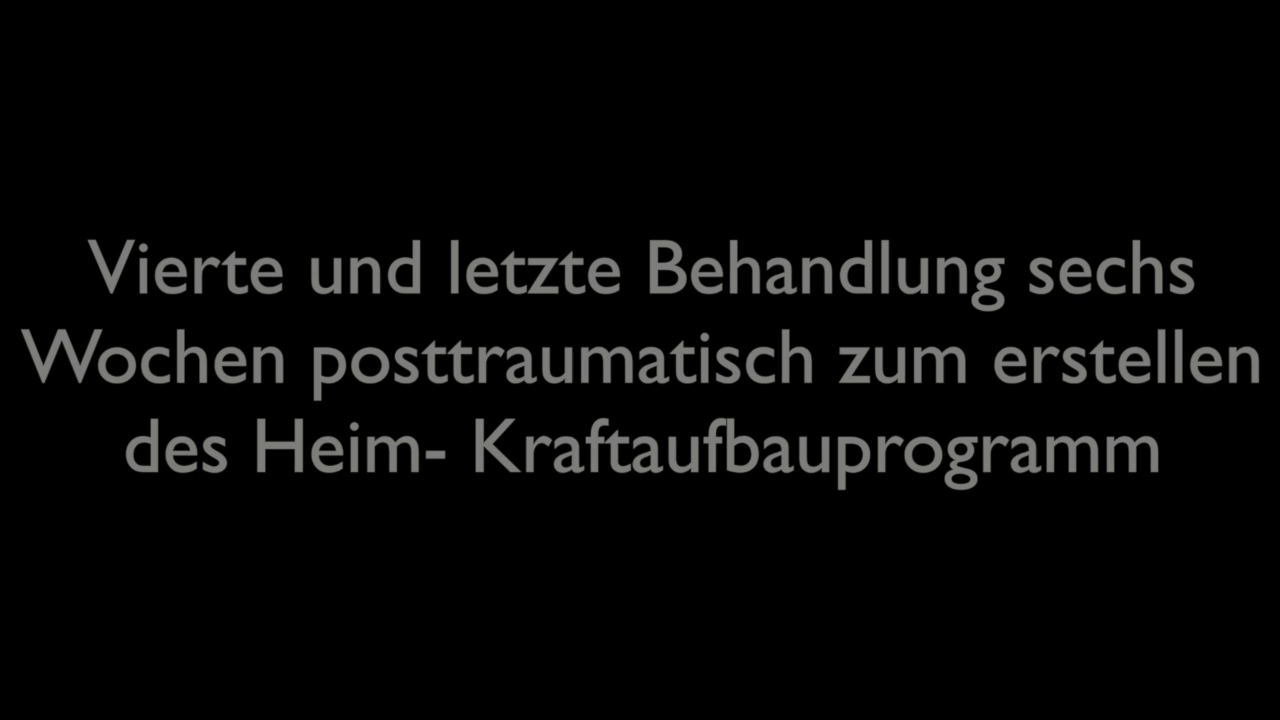 Vierte und letzte Behandlung sechs
Wochen posttraumatisch zum erstellen
des Heim- Kraftaufbauprogramm